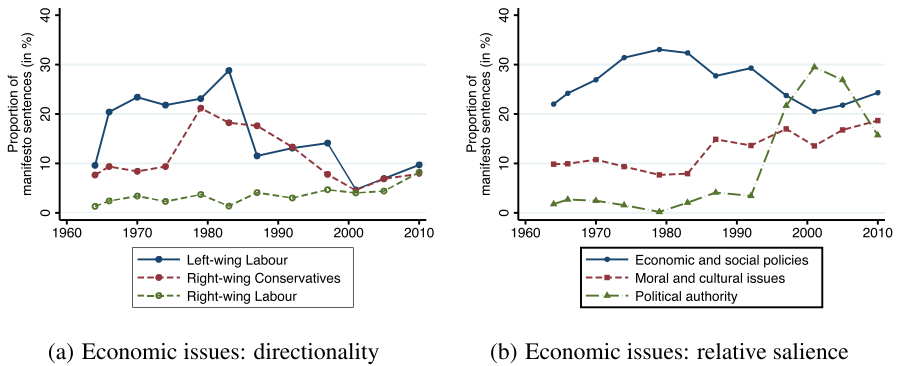 Proportion of
manifesto sentences (in %)
40
30
20
10
0
1960 1970 1980 1990 2000 2010
Left-wing Labour
Right-wing Conservatives
Right-wing Labour
(a) Economic issues: directionality
Proportion of
manifesto sentences (in %)
40
30
20
10
0
1960 1970 1980 1990 2000 2010
Economic and social policies
Moral and cultural issues
Political authority
(b) Economic issues: relative salience